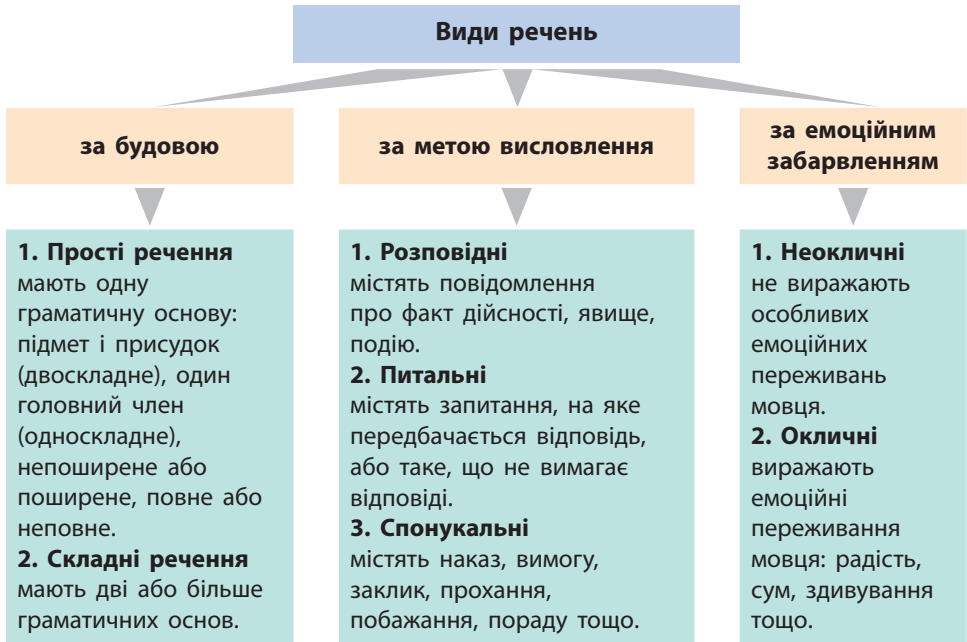 Види речень
за будовою
за метою висловлення
за емоційним
забарвленням
1. Прості речення
мають одну
граматичну основу:
підмет і присудок
(двоскладне), один
головний член
(односкладне),
непоширене або
поширене, повне або
неповне.
2. Складні речення
мають дві або більше
граматичних основ.
1. Розповідні
містять повідомлення
про факт дійсності, явище,
подію.
2. Питальні
містять запитання, на яке
передбачається відповідь,
або таке, що не вимагає
відповіді.
3. Спонукальні
містять наказ, вимогу,
заклик, прохання,
побажання, пораду тощо.
1. Неокличні
не виражають
особливих
емоційних
переживань
мовця.
2. Окличні
виражають
емоційні
переживання
мовця: радість,
сум, здивування
тощо.